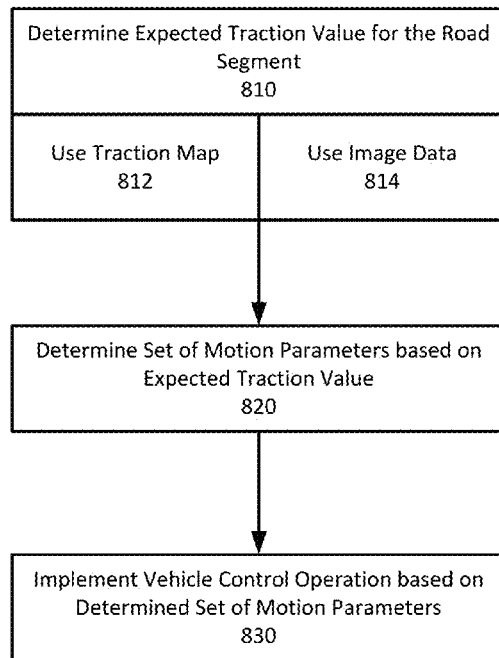 Determine Expected Traction Value for the Road
Segment
810
Use Traction Map
812
Use Image Data
814
Determine Set of Motion Parameters based on
Expected Traction Value
820
Implement Vehicle Control Operation based on
Determined Set of Motion Parameters
830